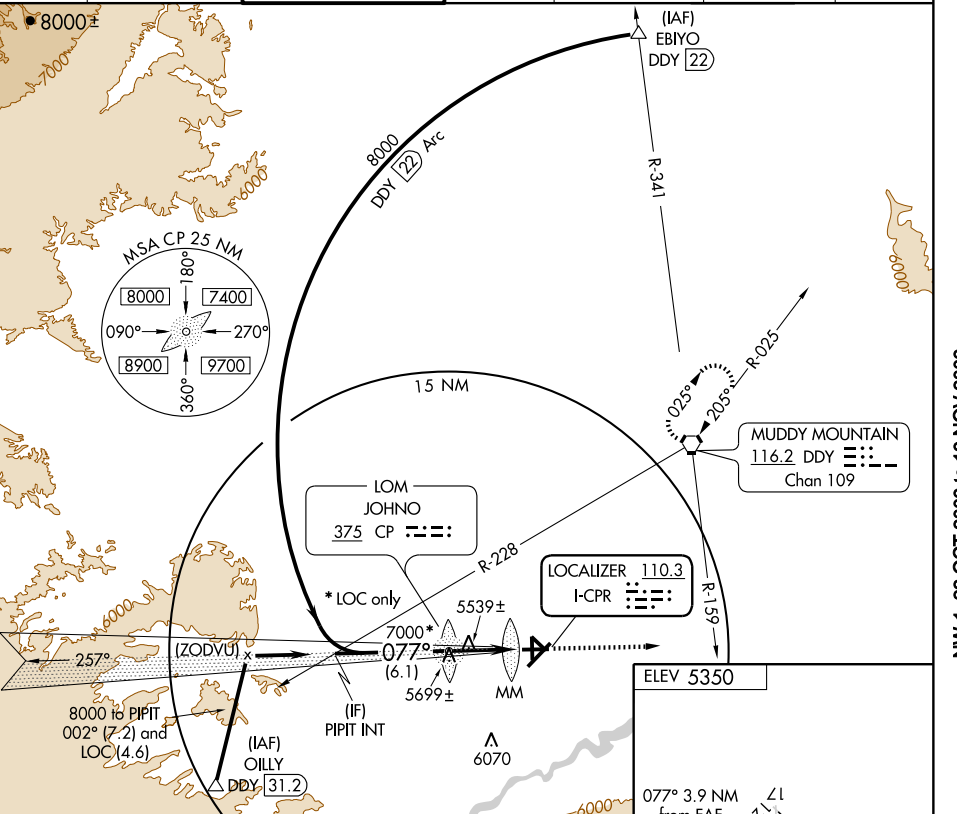 8000±
7000
(IAF)
EBIYO
DDY 22
8000
DDY 22 Arc
6000
R-341
6000
MSA CP 25 NM
180°
8000
7400
090°
270°
8900
9700
360°
R-025
15 NM
025°
205°
MUDDY MOUNTAIN
116.2 DDY
Chan 109
LOM
JOHNO
375 CP
R-228
LOCALIZER 110.3
I-CPR
R-159
6000
* LOC only
5539±
(ZODVU)
x
7000*
077°
(6.1)
257°
5699±
MM
8000 to PIPIT
002° (7.2) and
LOC (4.6)
(IF)
PIPIT INT
(IAF)
OILLY
DDY 31.2
6070
6000
ELEV 5350
077° 3.9 NM
from FAF
17